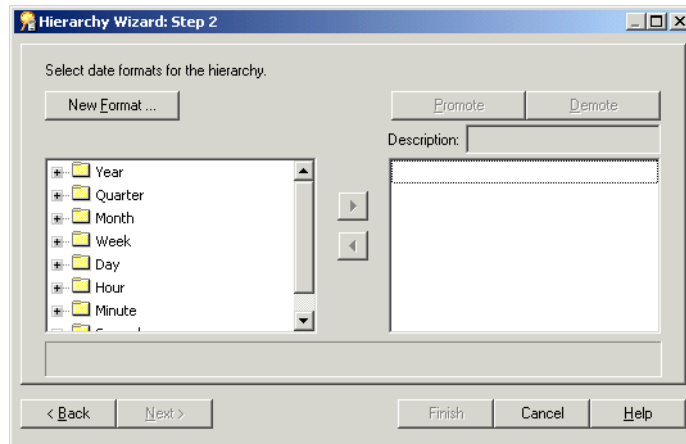 Hierarchy Wizard: Step 2
Select date formats for the hierarchy.
New Format ...
Promote
Demote
Description:
Year
Quarter
Month
Week
Day
Hour
Minute
< Back
Next >
Finish
Cancel
Help